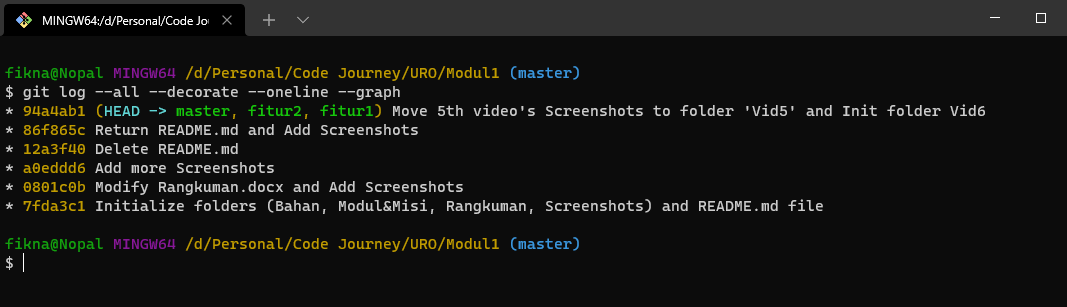 MINGW64:/d/Personal/Code Jou
fikna@Nopal MINGW64 /d/Personal/Code Journey/URO/Modul1 (master)
$ git log --all --decorate --oneline --graph
* 94a4ab1 (HEAD -> master, fitur2, fitur1) Move 5th video's Screenshots to folder 'Vid5' and Init folder Vid6
* 86f865c Return README.md and Add Screenshots
* 12a3f40 Delete README.md
* a0eddd6 Add more Screenshots
* 0801c0b Modify Rangkuman.docx and Add Screenshots
* 7fda3c1 Initialize folders (Bahan, Modul&Misi, Rangkuman, Screenshots) and README.md file
fikna@Nopal MINGW64 /d/Personal/Code Journey/URO/Modul1 (master)
$